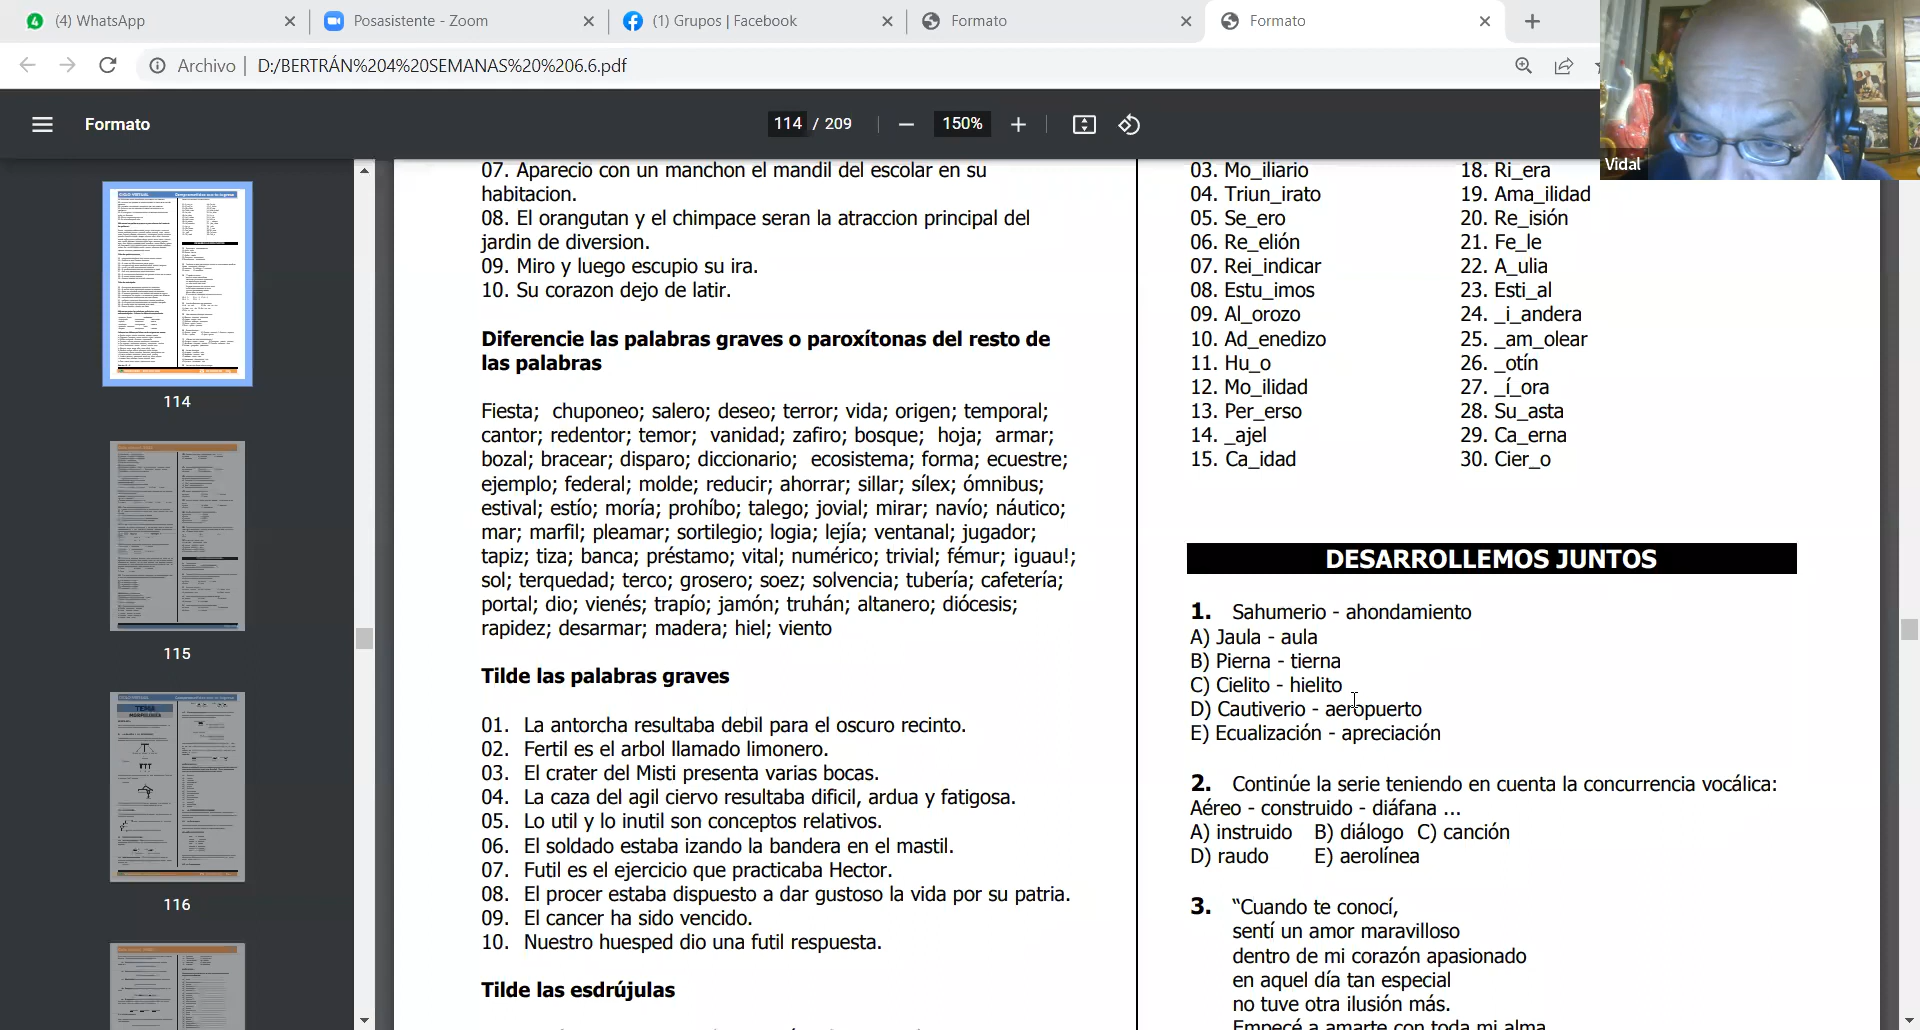 (4) WhatsApp
Posasistente - Zoom
(1) Grupos | Facebook
Formato
Formato
Archivo
D:/BERTRÁN%204%20SEMANAS%20%206.6.pdf
Vidal
Formato
114 / 209
150%
114
115
116
07. Aparecio con un manchon el mandil del escolar en su
habitacion.
08. El orangutan y el chimpace seran la atraccion principal del
jardin de diversion.
09. Miro y luego escupio su ira.
10. Su corazon dejo de latir.
Diferencie las palabras graves o paroxítonas del resto de
las palabras
Fiesta; chuponeo; salero; deseo; terror; vida; origen; temporal;
cantor; redentor; temor; vanidad; zafiro; bosque; hoja; armar;
bozal; bracear; disparo; diccionario; ecosistema; forma; ecuestre;
ejemplo; federal; molde; reducir; ahorrar; sillar; sílex; ómnibus;
estival; estío; moría; prohíbo; talego; jovial; mirar; navío; náutico;
mar; marfil; pleamar; sortilegio; logia; lejía; ventanal; jugador;
tapiz; tiza; banca; préstamo; vital; numérico; trivial; fémur; iguau!;
sol; terquedad; terco; grosero; soez; solvencia; tubería; cafetería;
portal; dio; vienés; trapío; jamón; truhán; altanero; diócesis;
rapidez; desarmar; madera; hiel; viento
Tilde las palabras graves
01. La antorcha resultaba debil para el oscuro recinto.
02. Fertil es el arbol llamado limonero.
03. El crater del Misti presenta varias bocas.
04. La caza del agil ciervo resultaba dificil, ardua y fatigosa.
05. Lo util y lo inutil son conceptos relativos.
06. El soldado estaba izando la bandera en el mastil.
07. Futil es el ejercicio que practicaba Hector.
08. El procer estaba dispuesto a dar gustoso la vida por su patria.
09. El cancer ha sido vencido.
10. Nuestro huesped dio una futil respuesta.
Tilde las esdrújulas
03. Mo_iliario
04. Triun_irato
05. Se_ero
06. Re_elión
07. Rei_indicar
08. Estu_imos
09. Al_orozo
10. Ad_enedizo
11. Hu_o
12. Mo_ilidad
13. Per_erso
14. _ajel
15. Ca_idad
18. Ri_era
19. Ama_ilidad
20. Re_isión
21. Fe_le
22. A_ulia
23. Esti_al
24. _i_andera
25. _am_olear
26. _otín
27. _í_ora
28. Su_asta
29. Ca_erna
30. Cier_o
DESARROLLEMOS JUNTOS
1. Sahumerio - ahondamiento
A) Jaula - aula
B) Pierna - tierna
C) Cielito - hielito
D) Cautiverio - aeropuerto
E) Ecualización - apreciación
2. Continúe la serie teniendo en cuenta la concurrencia vocálica:
Aéreo - construido - diáfana ...
A) instruido B) diálogo C) canción
D) raudo E) aerolínea
3. “Cuando te conocí,
sentí un amor maravilloso
dentro de mi corazón apasionado
en aquel día tan especial
no tuve otra ilusión más.
Empecé a amarte con toda mi alma